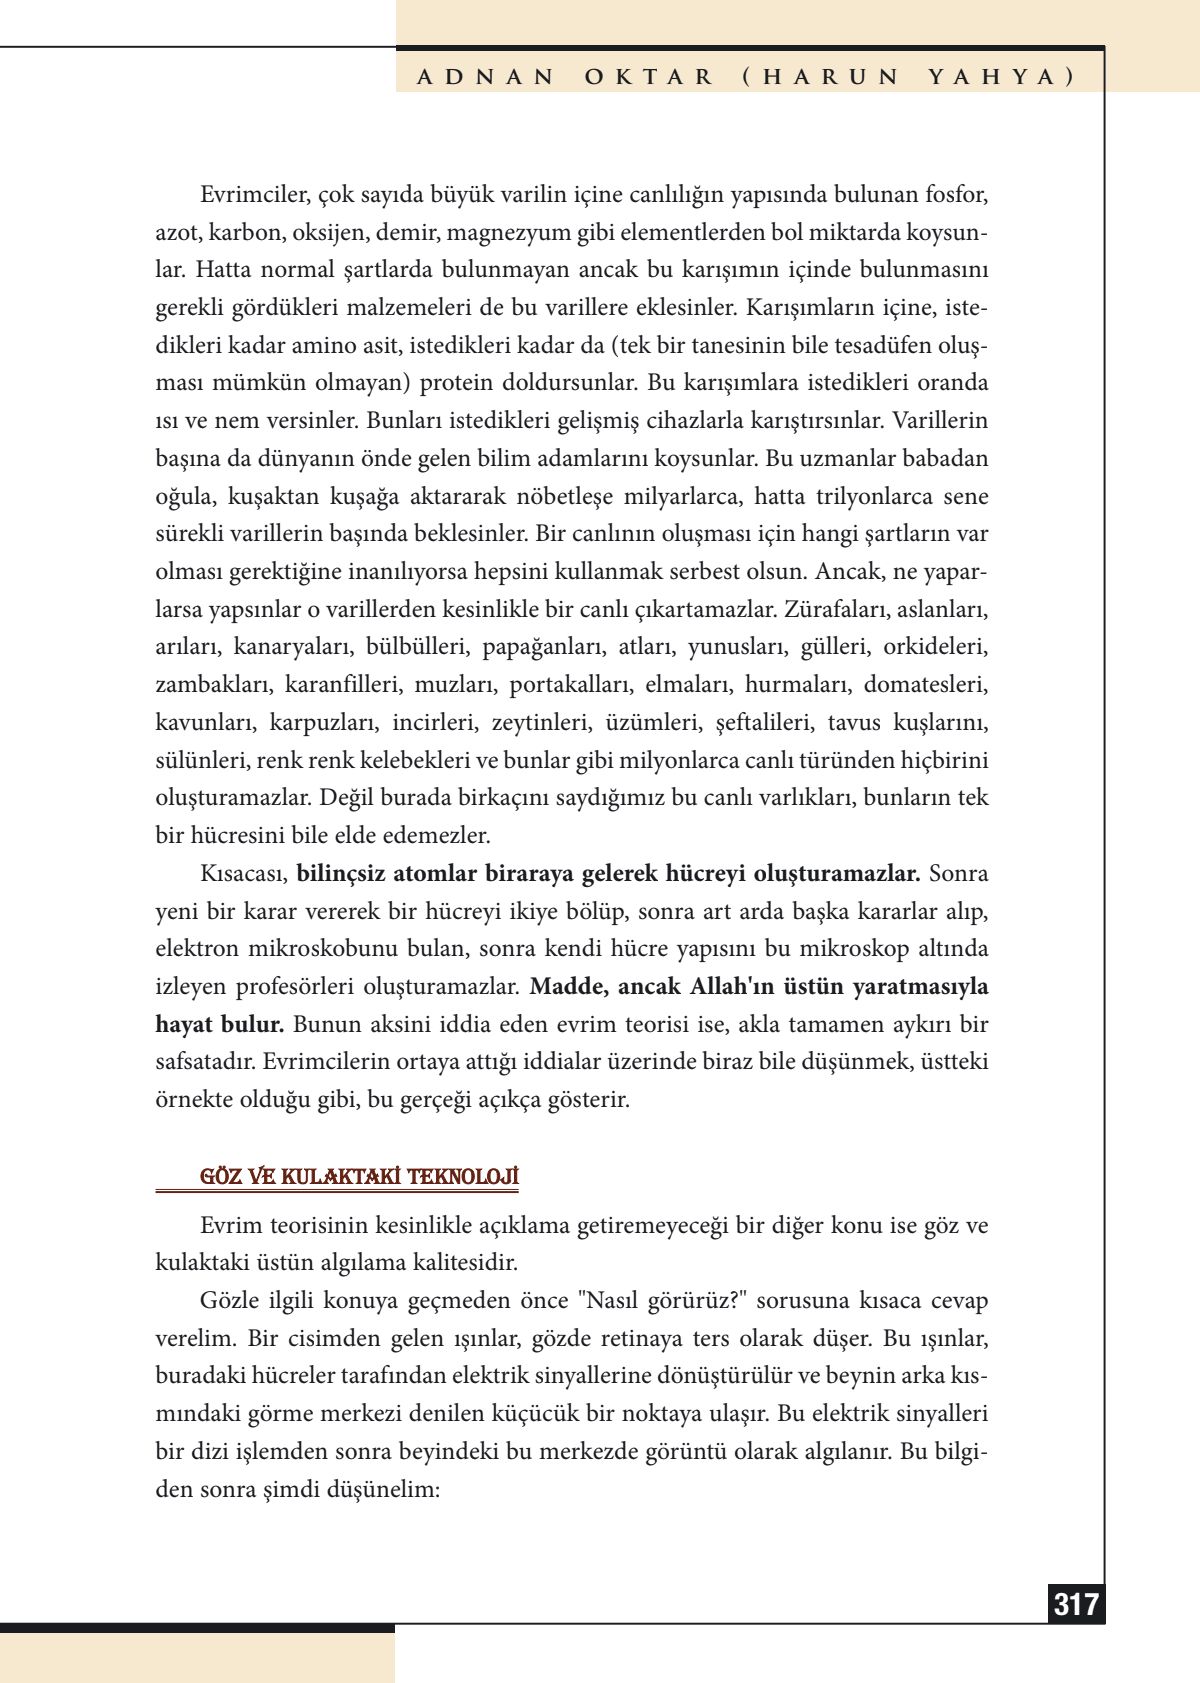 ADNAN OKTAR (HARUN YAHYA)
Evrimciler, çok sayıda büyük varilin içine canlılığın yapısında bulunan fosfor,
azot, karbon, oksijen, demir, magnezyum gibi elementlerden bol miktarda koysun-
lar. Hatta normal şartlarda bulunmayan ancak bu karışımın içinde bulunmasını
gerekli gördükleri malzemeleri de bu varillere eklesinler. Karışımların içine, iste-
dikleri kadar amino asit, istedikleri kadar da (tek bir tanesinin bile tesadüfen oluş-
ması mümkün olmayan) protein doldursunlar. Bu karışımlara istedikleri oranda
ısı ve nem versinler. Bunları istedikleri gelişmiş cihazlarla karıştırsınlar. Varillerin
başına da dünyanın önde gelen bilim adamlarını koysunlar. Bu uzmanlar babadan
oğula, kuşaktan kuşağa aktararak nöbetleşe milyarlarca, hatta trilyonlarca sene
sürekli varillerin başında beklesinler. Bir canlının oluşması için hangi şartların var
olması gerektiğine inanılıyorsa hepsini kullanmak serbest olsun. Ancak, ne yapar-
larsa yapsınlar o varillerden kesinlikle bir canlı çıkartamazlar. Zürafaları, aslanları,
arıları, kanaryaları, bülbülleri, papağanları, atları, yunusları, gülleri, orkideleri,
zambakları, karanfilleri, muzları, portakalları, elmaları, hurmaları, domatesleri,
kavunları, karpuzları, incirleri, zeytinleri, üzümleri, şeftalileri, tavus kuşlarını,
sülünleri, renk renk kelebekleri ve bunlar gibi milyonlarca canlı türünden hiçbirini
oluşturamazlar. Değil burada birkaçını saydığımız bu canlı varlıkları, bunların tek
bir hücresini bile elde edemezler.
Kısacası, bilinçsiz atomlar biraraya gelerek hücreyi oluşturamazlar. Sonra
yeni bir karar vererek bir hücreyi ikiye bölüp, sonra art arda başka kararlar alıp,
elektron mikroskobunu bulan, sonra kendi hücre yapısını bu mikroskop altında
izleyen profesörleri oluşturamazlar. Madde, ancak Allah'ın üstün yaratmasıyla
hayat bulur. Bunun aksini iddia eden evrim teorisi ise, akla tamamen aykırı bir
safsatadır. Evrimcilerin ortaya attığı iddialar üzerinde biraz bile düşünmek, üstteki
örnekte olduğu gibi, bu gerçeği açıkça gösterir.
GÖZ VE KULAKTAKİ TEKNOLOJİ
Evrim teorisinin kesinlikle açıklama getiremeyeceği bir diğer konu ise göz ve
kulaktaki üstün algılama kalitesidir.
Gözle ilgili konuya geçmeden önce "Nasıl görürüz?" sorusuna kısaca cevap
verelim. Bir cisimden gelen ışınlar, gözde retinaya ters olarak düşer. Bu ışınlar,
buradaki hücreler tarafından elektrik sinyallerine dönüştürülür ve beynin arka kıs-
mındaki görme merkezi denilen küçücük bir noktaya ulaşır. Bu elektrik sinyalleri
bir dizi işlemden sonra beyindeki bu merkezde görüntü olarak algılanır. Bu bilgi-
den sonra şimdi düşünelim:
317